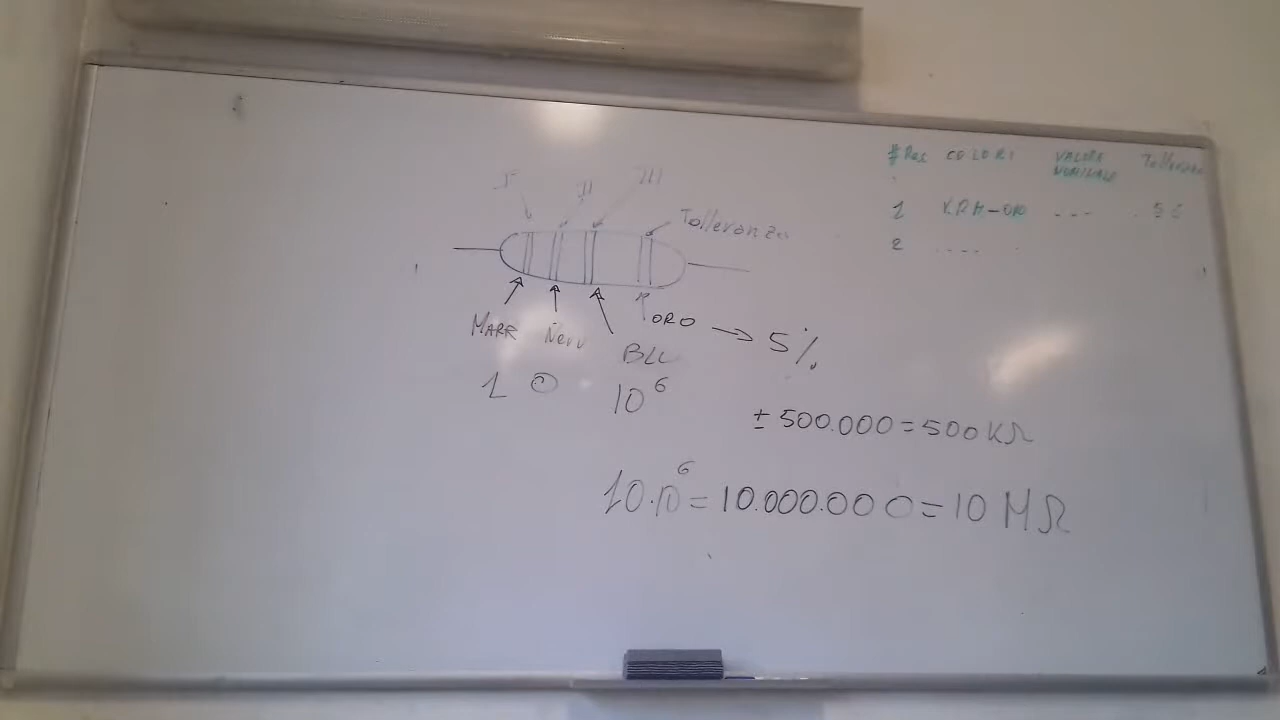 # Res COLORI VALORE NOMINALE Tolleranza
1 --- 5%
2 ----
I II III
Tolleranza
MARR Nero BLU ORO → 5%
1 0 10⁶
± 500.000 = 500 KΩ
10·10⁶ = 10.000.000 = 10 MΩ